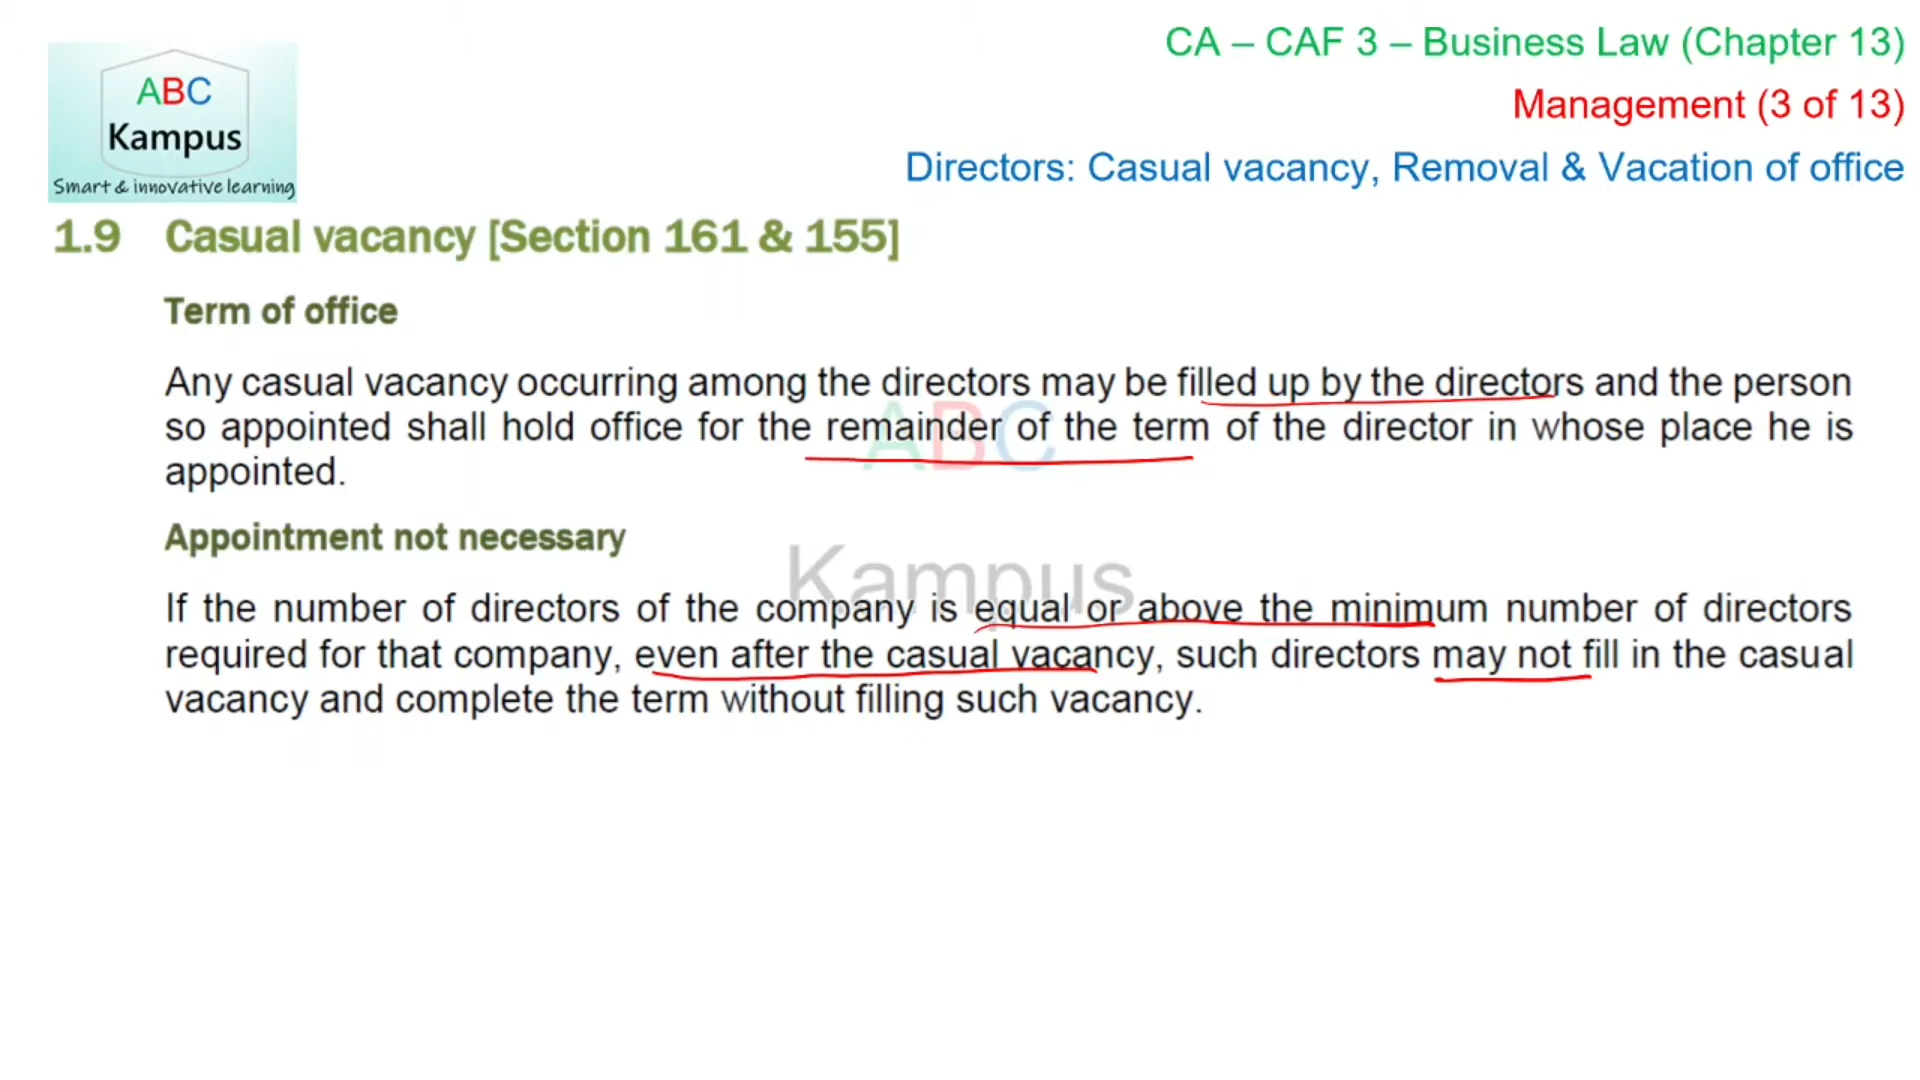 CA – CAF 3 – Business Law (Chapter 13)
Management (3 of 13)
Directors: Casual vacancy, Removal & Vacation of office
ABC
Kampus
Smart & innovative learning
1.9 Casual vacancy [Section 161 & 155]
Term of office
Any casual vacancy occurring among the directors may be filled up by the directors and the person
so appointed shall hold office for the remainder of the term of the director in whose place he is
appointed.
Appointment not necessary
If the number of directors of the company is equal or above the minimum number of directors
required for that company, even after the casual vacancy, such directors may not fill in the casual
vacancy and complete the term without filling such vacancy.
ABC
Kampus